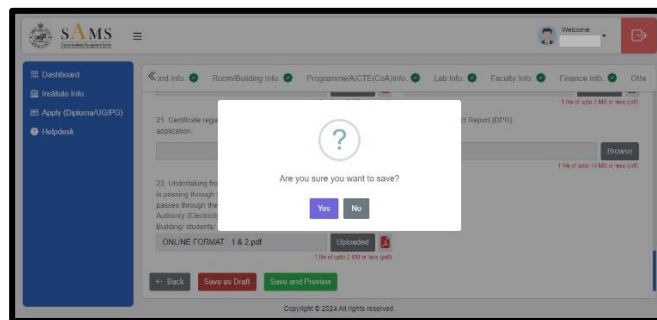 SAMS
Welcome
Dashboard
Institute Info.
Apply (Diploma/UG/PG)
Helpdesk
nd Info.
Room/Building Info.
Programme/AICTE(CoA)Info
Lab Info.
Faculty Info.
Finance Info.
Othe
1 file of upto 2 MB or less (pdf)
21. Certificate rega
application.
ct Report (DPR)
Browse
1 file of upto 10 MB or less (pdf)
?
Are you sure you want to save?
Yes
No
23. Undertaking fro
is passing through
passes through the
Authority (Electricity
Building/ students/
ONLINE FORMAT - 1 & 2.pdf
Uploaded
1 file of upto 2 MB or less (pdf)
← Back
Save as Draft
Save and Preview
Copyright © 2024 All rights reserved.